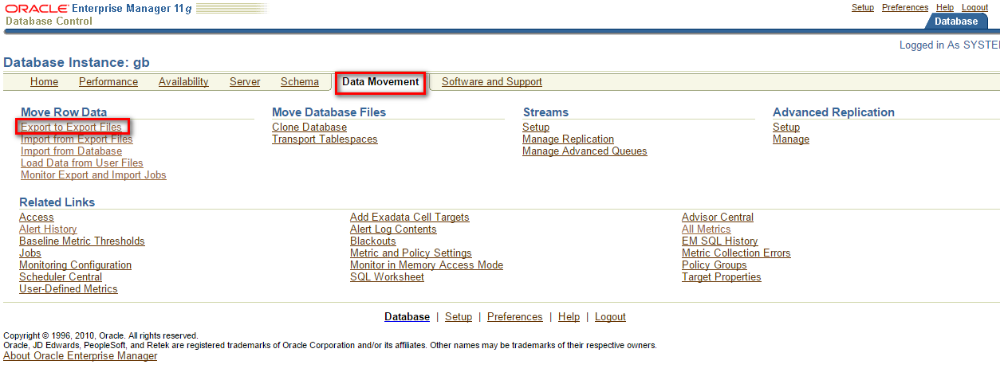 ORACLE Enterprise Manager 11g
Database Control
Setup Preferences Help Logout
Database
Logged in As SYSTE
Database Instance: gb
Home Performance Availability Server Schema Data Movement Software and Support
Move Row Data
Export to Export Files
Import from Export Files
Import from Database
Load Data from User Files
Monitor Export and Import Jobs
Move Database Files
Clone Database
Transport Tablespaces
Streams
Setup
Manage Replication
Manage Advanced Queues
Advanced Replication
Setup
Manage
Related Links
Access
Alert History
Baseline Metric Thresholds
Jobs
Monitoring Configuration
Scheduler Central
User-Defined Metrics
Add Exadata Cell Targets
Alert Log Contents
Blackouts
Metric and Policy Settings
Monitor in Memory Access Mode
SQL Worksheet
Advisor Central
All Metrics
EM SQL History
Metric Collection Errors
Policy Groups
Target Properties
Database | Setup | Preferences | Help | Logout
Copyright © 1996, 2010, Oracle. All rights reserved.
Oracle, JD Edwards, PeopleSoft, and Retek are registered trademarks of Oracle Corporation and/or its affiliates. Other names may be trademarks of their respective owners.
About Oracle Enterprise Manager